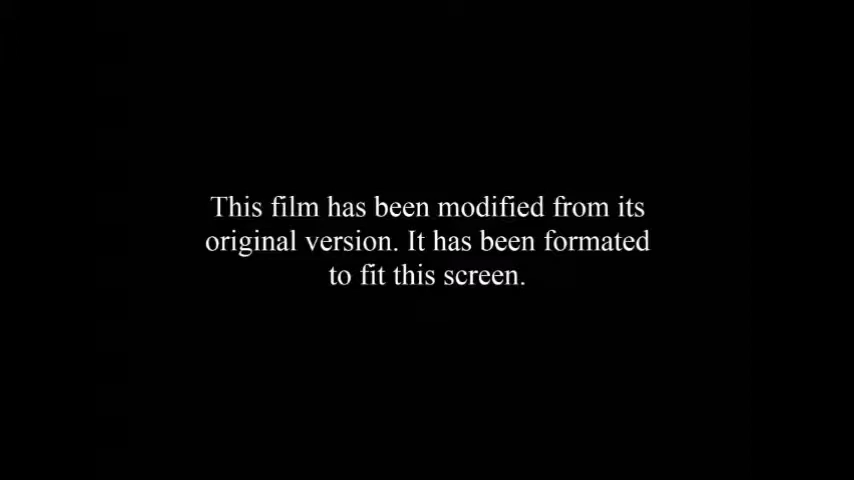 This film has been modified from its
original version. It has been formated
to fit this screen.